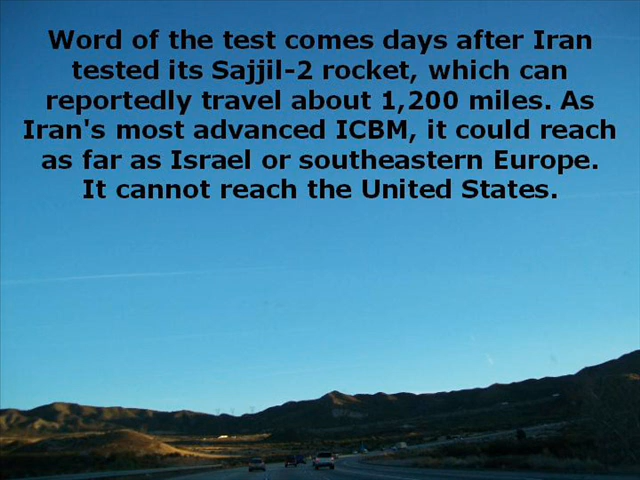 Word of the test comes days after Iran
tested its Sajjil-2 rocket, which can
reportedly travel about 1,200 miles. As
Iran's most advanced ICBM, it could reach
as far as Israel or southeastern Europe.
It cannot reach the United States.